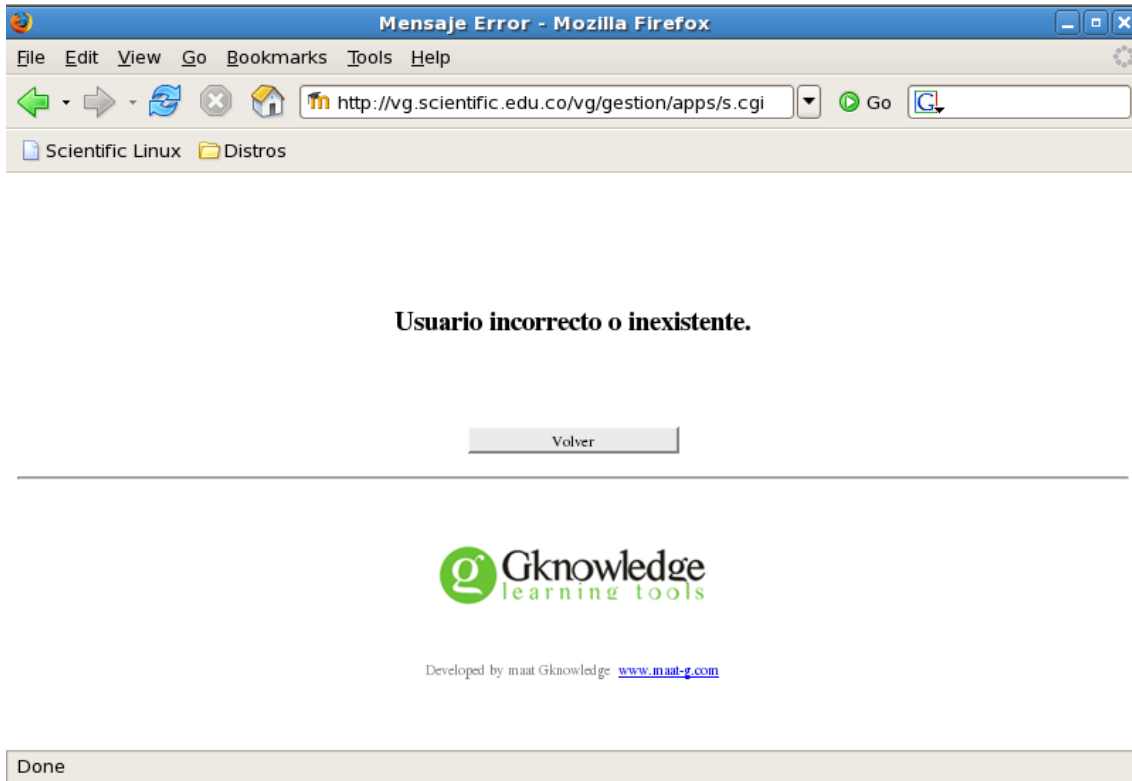 Mensaje Error - Mozilla Firefox
File Edit View Go Bookmarks Tools Help
http://vg.scientific.edu.co/vg/gestion/apps/s.cgi Go G
Scientific Linux Distros
Usuario incorrecto o inexistente.
Volver
g Gknowledge
learning tools
Developed by maat Gknowledge www.maat-g.com
Done